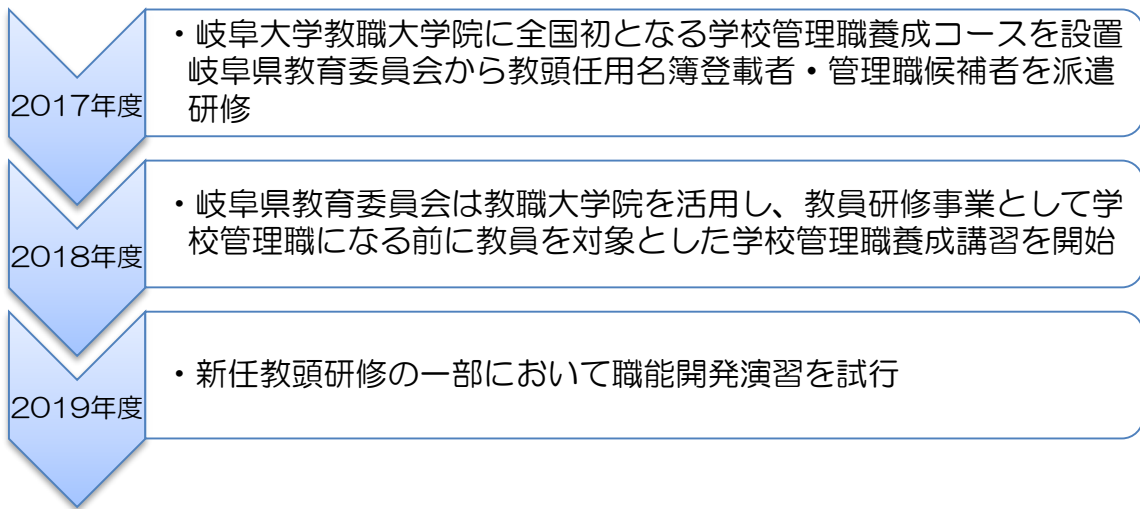 2017年度
・岐阜大学教職大学院に全国初となる学校管理職養成コースを設置
岐阜県教育委員会から教頭任用名簿登載者・管理職候補者を派遣
研修
2018年度
・岐阜県教育委員会は教職大学院を活用し、教員研修事業として学
校管理職になる前に教員を対象とした学校管理職養成講習を開始
2019年度
・新任教頭研修の一部において職能開発演習を試行